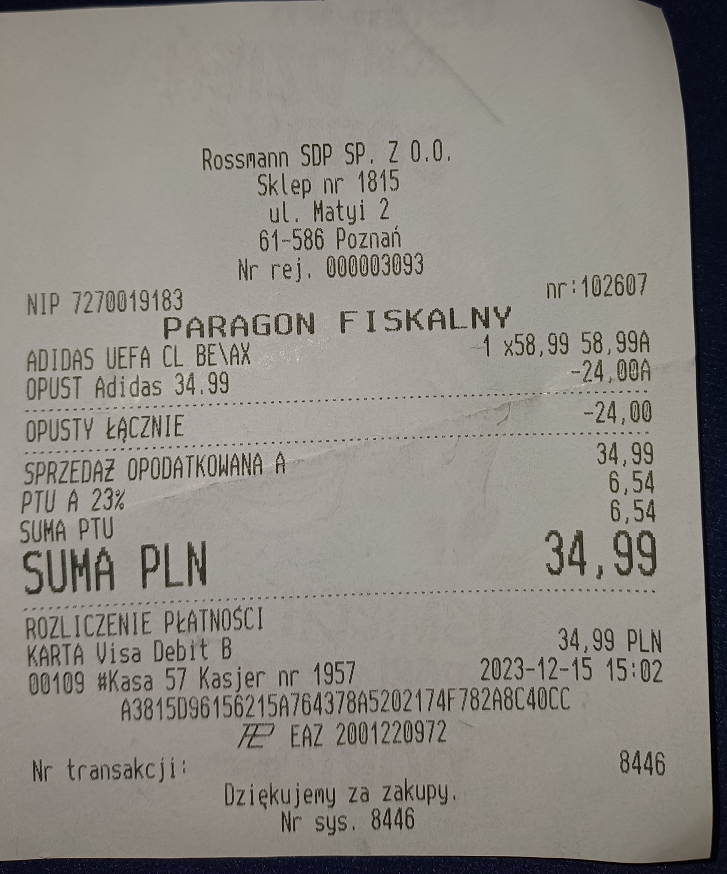 Rossmann SDP SP. Z O.O.
Sklep nr 1815
ul. Matyi 2
61-586 Poznań
Nr rej. 000003093
NIP 7270019183 nr:102607
PARAGON FISKALNY
ADIDAS UEFA CL BE\AX 1 x58,99 58,99A
OPUST Adidas 34.99 -24,00A
OPUSTY ŁĄCZNIE -24,00
SPRZEDAŻ OPODATKOWANA A 34,99
PTU A 23% 6,54
SUMA PTU 6,54
SUMA PLN 34,99
ROZLICZENIE PŁATNOŚCI
KARTA Visa Debit B 34,99 PLN
00109 #Kasa 57 Kasjer nr 1957 2023-12-15 15:02
A3815D96156215A764378A5202174F782A8C40CC
EAZ 2001220972
Nr transakcji: 8446
Dziękujemy za zakupy.
Nr sys. 8446